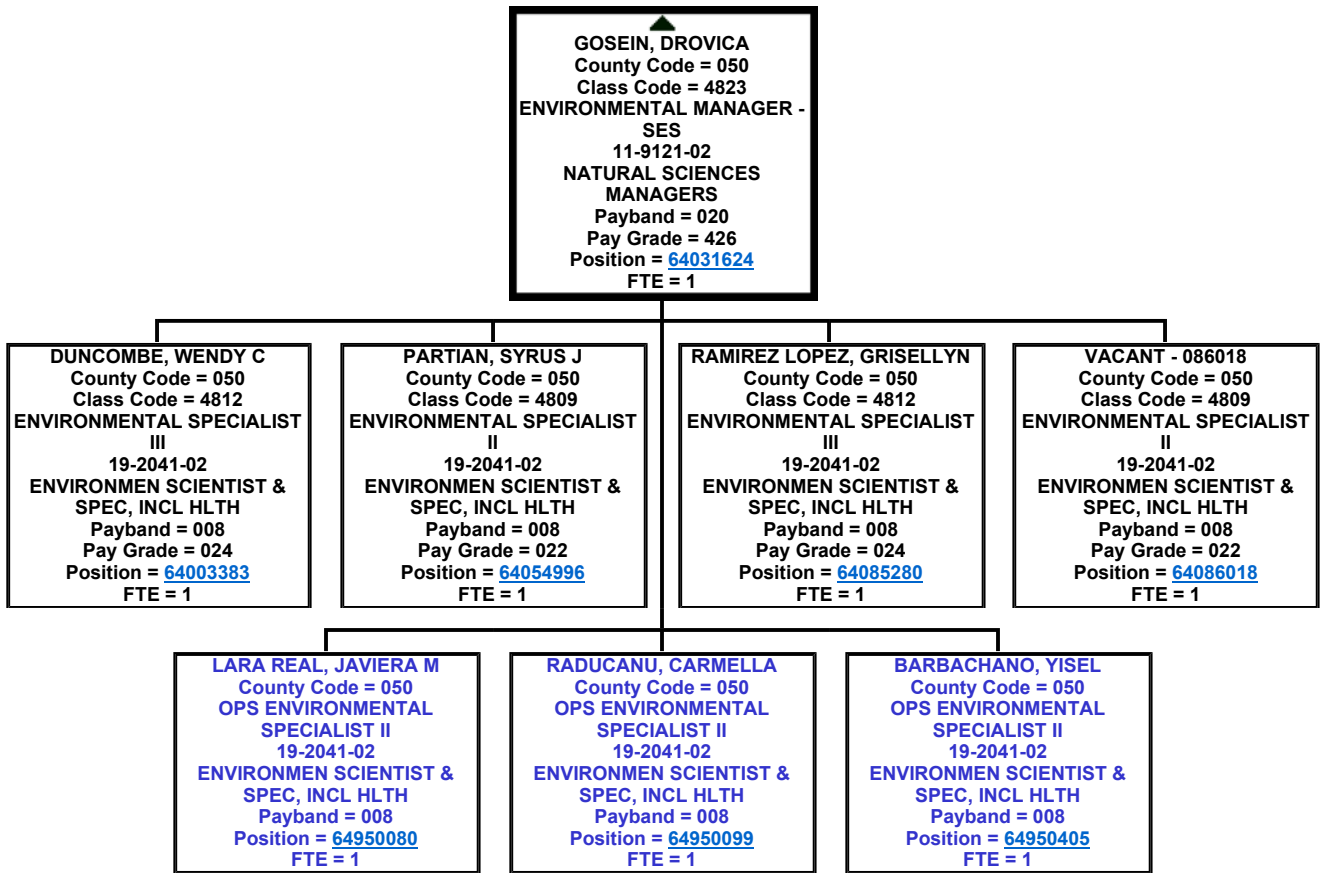 GOSEIN, DROVICA
County Code = 050
Class Code = 4823
ENVIRONMENTAL MANAGER -
SES
11-9121-02
NATURAL SCIENCES
MANAGERS
Payband = 020
Pay Grade = 426
Position = 64031624
FTE = 1
DUNCOMBE, WENDY C
County Code = 050
Class Code = 4812
ENVIRONMENTAL SPECIALIST
III
19-2041-02
ENVIRONMEN SCIENTIST &
SPEC, INCL HLTH
Payband = 008
Pay Grade = 024
Position = 64003383
FTE = 1
PARTIAN, SYRUS J
County Code = 050
Class Code = 4809
ENVIRONMENTAL SPECIALIST
II
19-2041-02
ENVIRONMEN SCIENTIST &
SPEC, INCL HLTH
Payband = 008
Pay Grade = 022
Position = 64054996
FTE = 1
RAMIREZ LOPEZ, GRISELLYN
County Code = 050
Class Code = 4812
ENVIRONMENTAL SPECIALIST
III
19-2041-02
ENVIRONMEN SCIENTIST &
SPEC, INCL HLTH
Payband = 008
Pay Grade = 024
Position = 64085280
FTE = 1
VACANT - 086018
County Code = 050
Class Code = 4809
ENVIRONMENTAL SPECIALIST
II
19-2041-02
ENVIRONMEN SCIENTIST &
SPEC, INCL HLTH
Payband = 008
Pay Grade = 022
Position = 64086018
FTE = 1
LARA REAL, JAVIERA M
County Code = 050
OPS ENVIRONMENTAL
SPECIALIST II
19-2041-02
ENVIRONMEN SCIENTIST &
SPEC, INCL HLTH
Payband = 008
Position = 64950080
FTE = 1
RADUCANU, CARMELLA
County Code = 050
OPS ENVIRONMENTAL
SPECIALIST II
19-2041-02
ENVIRONMEN SCIENTIST &
SPEC, INCL HLTH
Payband = 008
Position = 64950099
FTE = 1
BARBACHANO, YISEL
County Code = 050
OPS ENVIRONMENTAL
SPECIALIST II
19-2041-02
ENVIRONMEN SCIENTIST &
SPEC, INCL HLTH
Payband = 008
Position = 64950405
FTE = 1